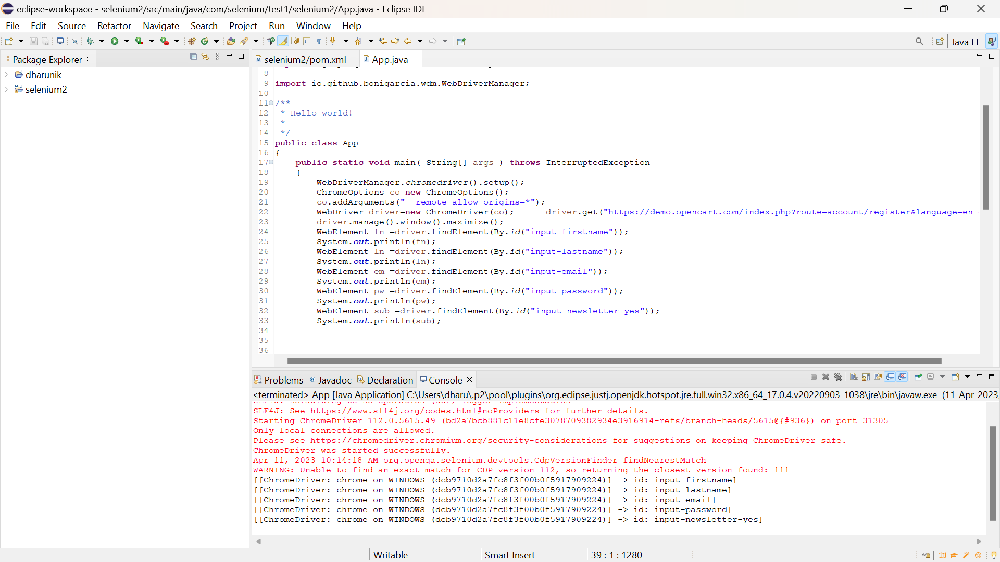 eclipse-workspace - selenium2/src/main/java/com/selenium/test1/selenium2/App.java - Eclipse IDE
File Edit Source Refactor Navigate Search Project Run Window Help
Java EE
Package Explorer
dharunik
selenium2
selenium2/pom.xml App.java
8
9 import io.github.bonigarcia.wdm.WebDriverManager;
10
11 /**
12 * Hello world!
13 *
14 */
15 public class App
16 {
17 public static void main( String[] args ) throws InterruptedException
18 {
19 WebDriverManager.chromedriver().setup();
20 ChromeOptions co=new ChromeOptions();
21 co.addArguments("--remote-allow-origins=*");
22 WebDriver driver=new ChromeDriver(co); driver.get("https://demo.opencart.com/index.php?route=account/register&language=en-
23 driver.manage().window().maximize();
24 WebElement fn =driver.findElement(By.id("input-firstname"));
25 System.out.println(fn);
26 WebElement ln =driver.findElement(By.id("input-lastname"));
27 System.out.println(ln);
28 WebElement em =driver.findElement(By.id("input-email"));
29 System.out.println(em);
30 WebElement pw =driver.findElement(By.id("input-password"));
31 System.out.println(pw);
32 WebElement sub =driver.findElement(By.id("input-newsletter-yes"));
33 System.out.println(sub);
34
35
36
Problems Javadoc Declaration Console
<terminated> App [Java Application] C:\Users\dharu\.p2\pool\plugins\org.eclipse.justj.openjdk.hotspot.jre.full.win32.x86_64_17.0.4.v20220903-1038\jre\bin\javaw.exe (11-Apr-2023,
SLF4J: Defaulting to no-operation (NOP) logger implementation
SLF4J: See https://www.slf4j.org/codes.html#noProviders for further details.
Starting ChromeDriver 112.0.5615.49 (bd2a7bcb881c11e8cfe3078709382934e3916914-refs/branch-heads/5615@{#936}) on port 31305
Only local connections are allowed.
Please see https://chromedriver.chromium.org/security-considerations for suggestions on keeping ChromeDriver safe.
ChromeDriver was started successfully.
Apr 11, 2023 10:14:18 AM org.openqa.selenium.devtools.CdpVersionFinder findNearestMatch
WARNING: Unable to find an exact match for CDP version 112, so returning the closest version found: 111
[[ChromeDriver: chrome on WINDOWS (dcb9710d2a7fc8f3f00b0f5917909224)] -> id: input-firstname]
[[ChromeDriver: chrome on WINDOWS (dcb9710d2a7fc8f3f00b0f5917909224)] -> id: input-lastname]
[[ChromeDriver: chrome on WINDOWS (dcb9710d2a7fc8f3f00b0f5917909224)] -> id: input-email]
[[ChromeDriver: chrome on WINDOWS (dcb9710d2a7fc8f3f00b0f5917909224)] -> id: input-password]
[[ChromeDriver: chrome on WINDOWS (dcb9710d2a7fc8f3f00b0f5917909224)] -> id: input-newsletter-yes]
Writable Smart Insert 39 : 1 : 1280